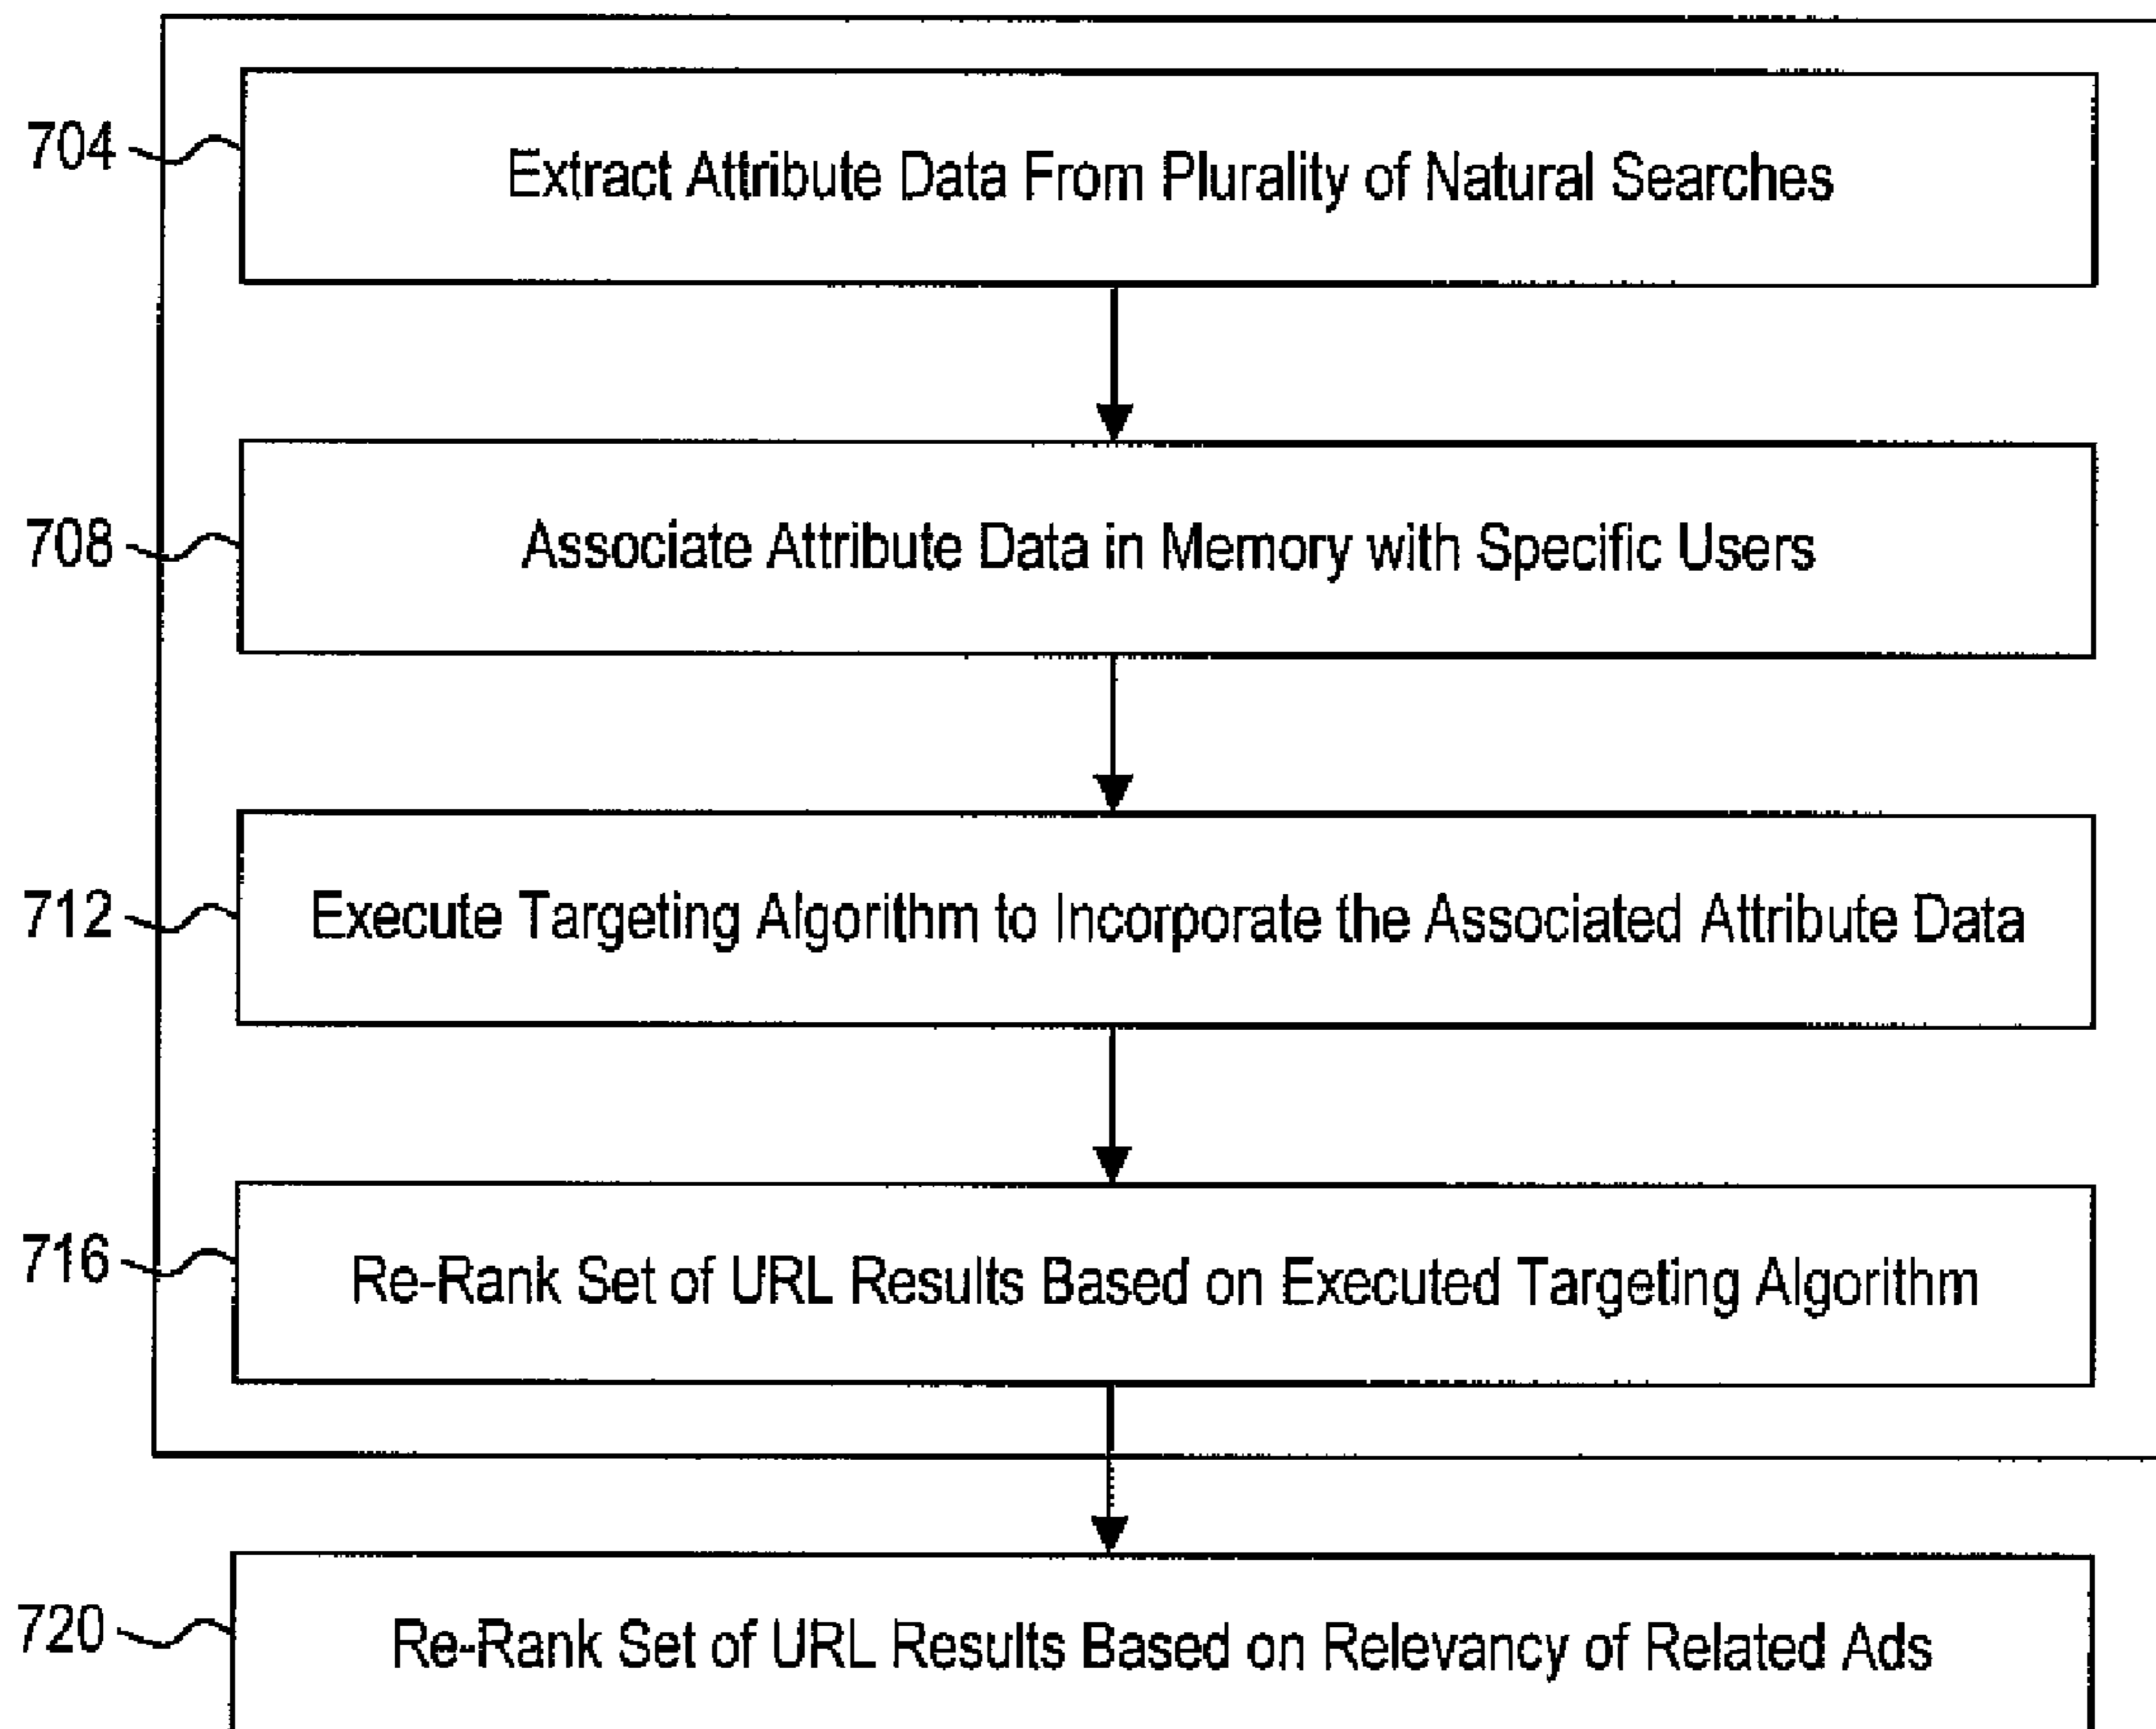 704 Extract Attribute Data From Plurality of Natural Searches
708 Associate Attribute Data in Memory with Specific Users
712 Execute Targeting Algorithm to Incorporate the Associated Attribute Data
716 Re-Rank Set of URL Results Based on Executed Targeting Algorithm
720 Re-Rank Set of URL Results Based on Relevancy of Related Ads